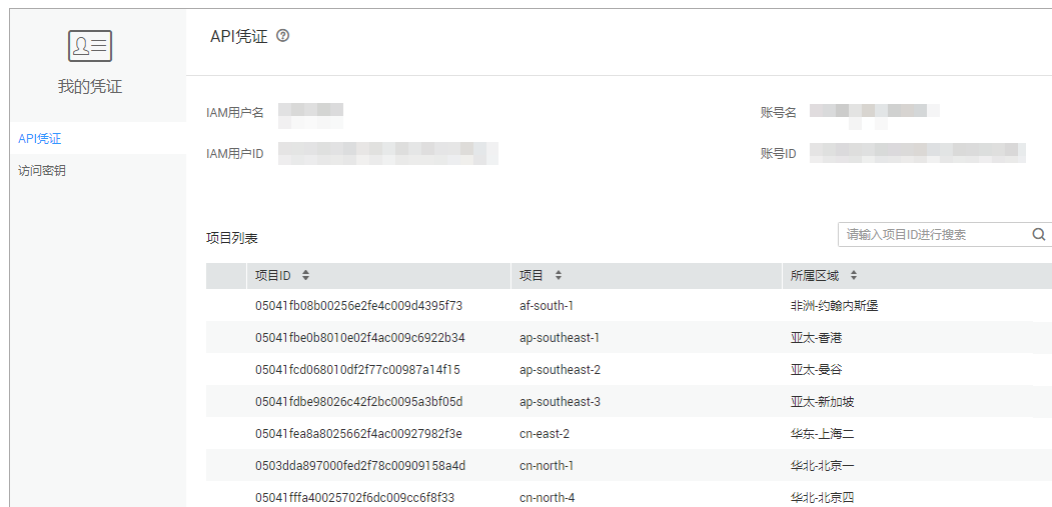 API凭证
我的凭证
IAM用户名
账号名
API凭证
IAM用户ID
账号ID
访问密钥
项目列表
请输入项目ID进行搜索
项目ID 项目 所属区域
05041fb08b00256e2fe4c009d4395f73 af-south-1 非洲-约翰内斯堡
05041fbe0b8010e02f4ac009c6922b34 ap-southeast-1 亚太-香港
05041fcd068010df2f77c00987a14f15 ap-southeast-2 亚太-曼谷
05041fdbe98026c42f2bc0095a3bf05d ap-southeast-3 亚太-新加坡
05041fea8a8025662f4ac00927982f3e cn-east-2 华东-上海二
0503dda897000fed2f78c00909158a4d cn-north-1 华北-北京一
05041fffa40025702f6dc009cc6f8f33 cn-north-4 华北-北京四